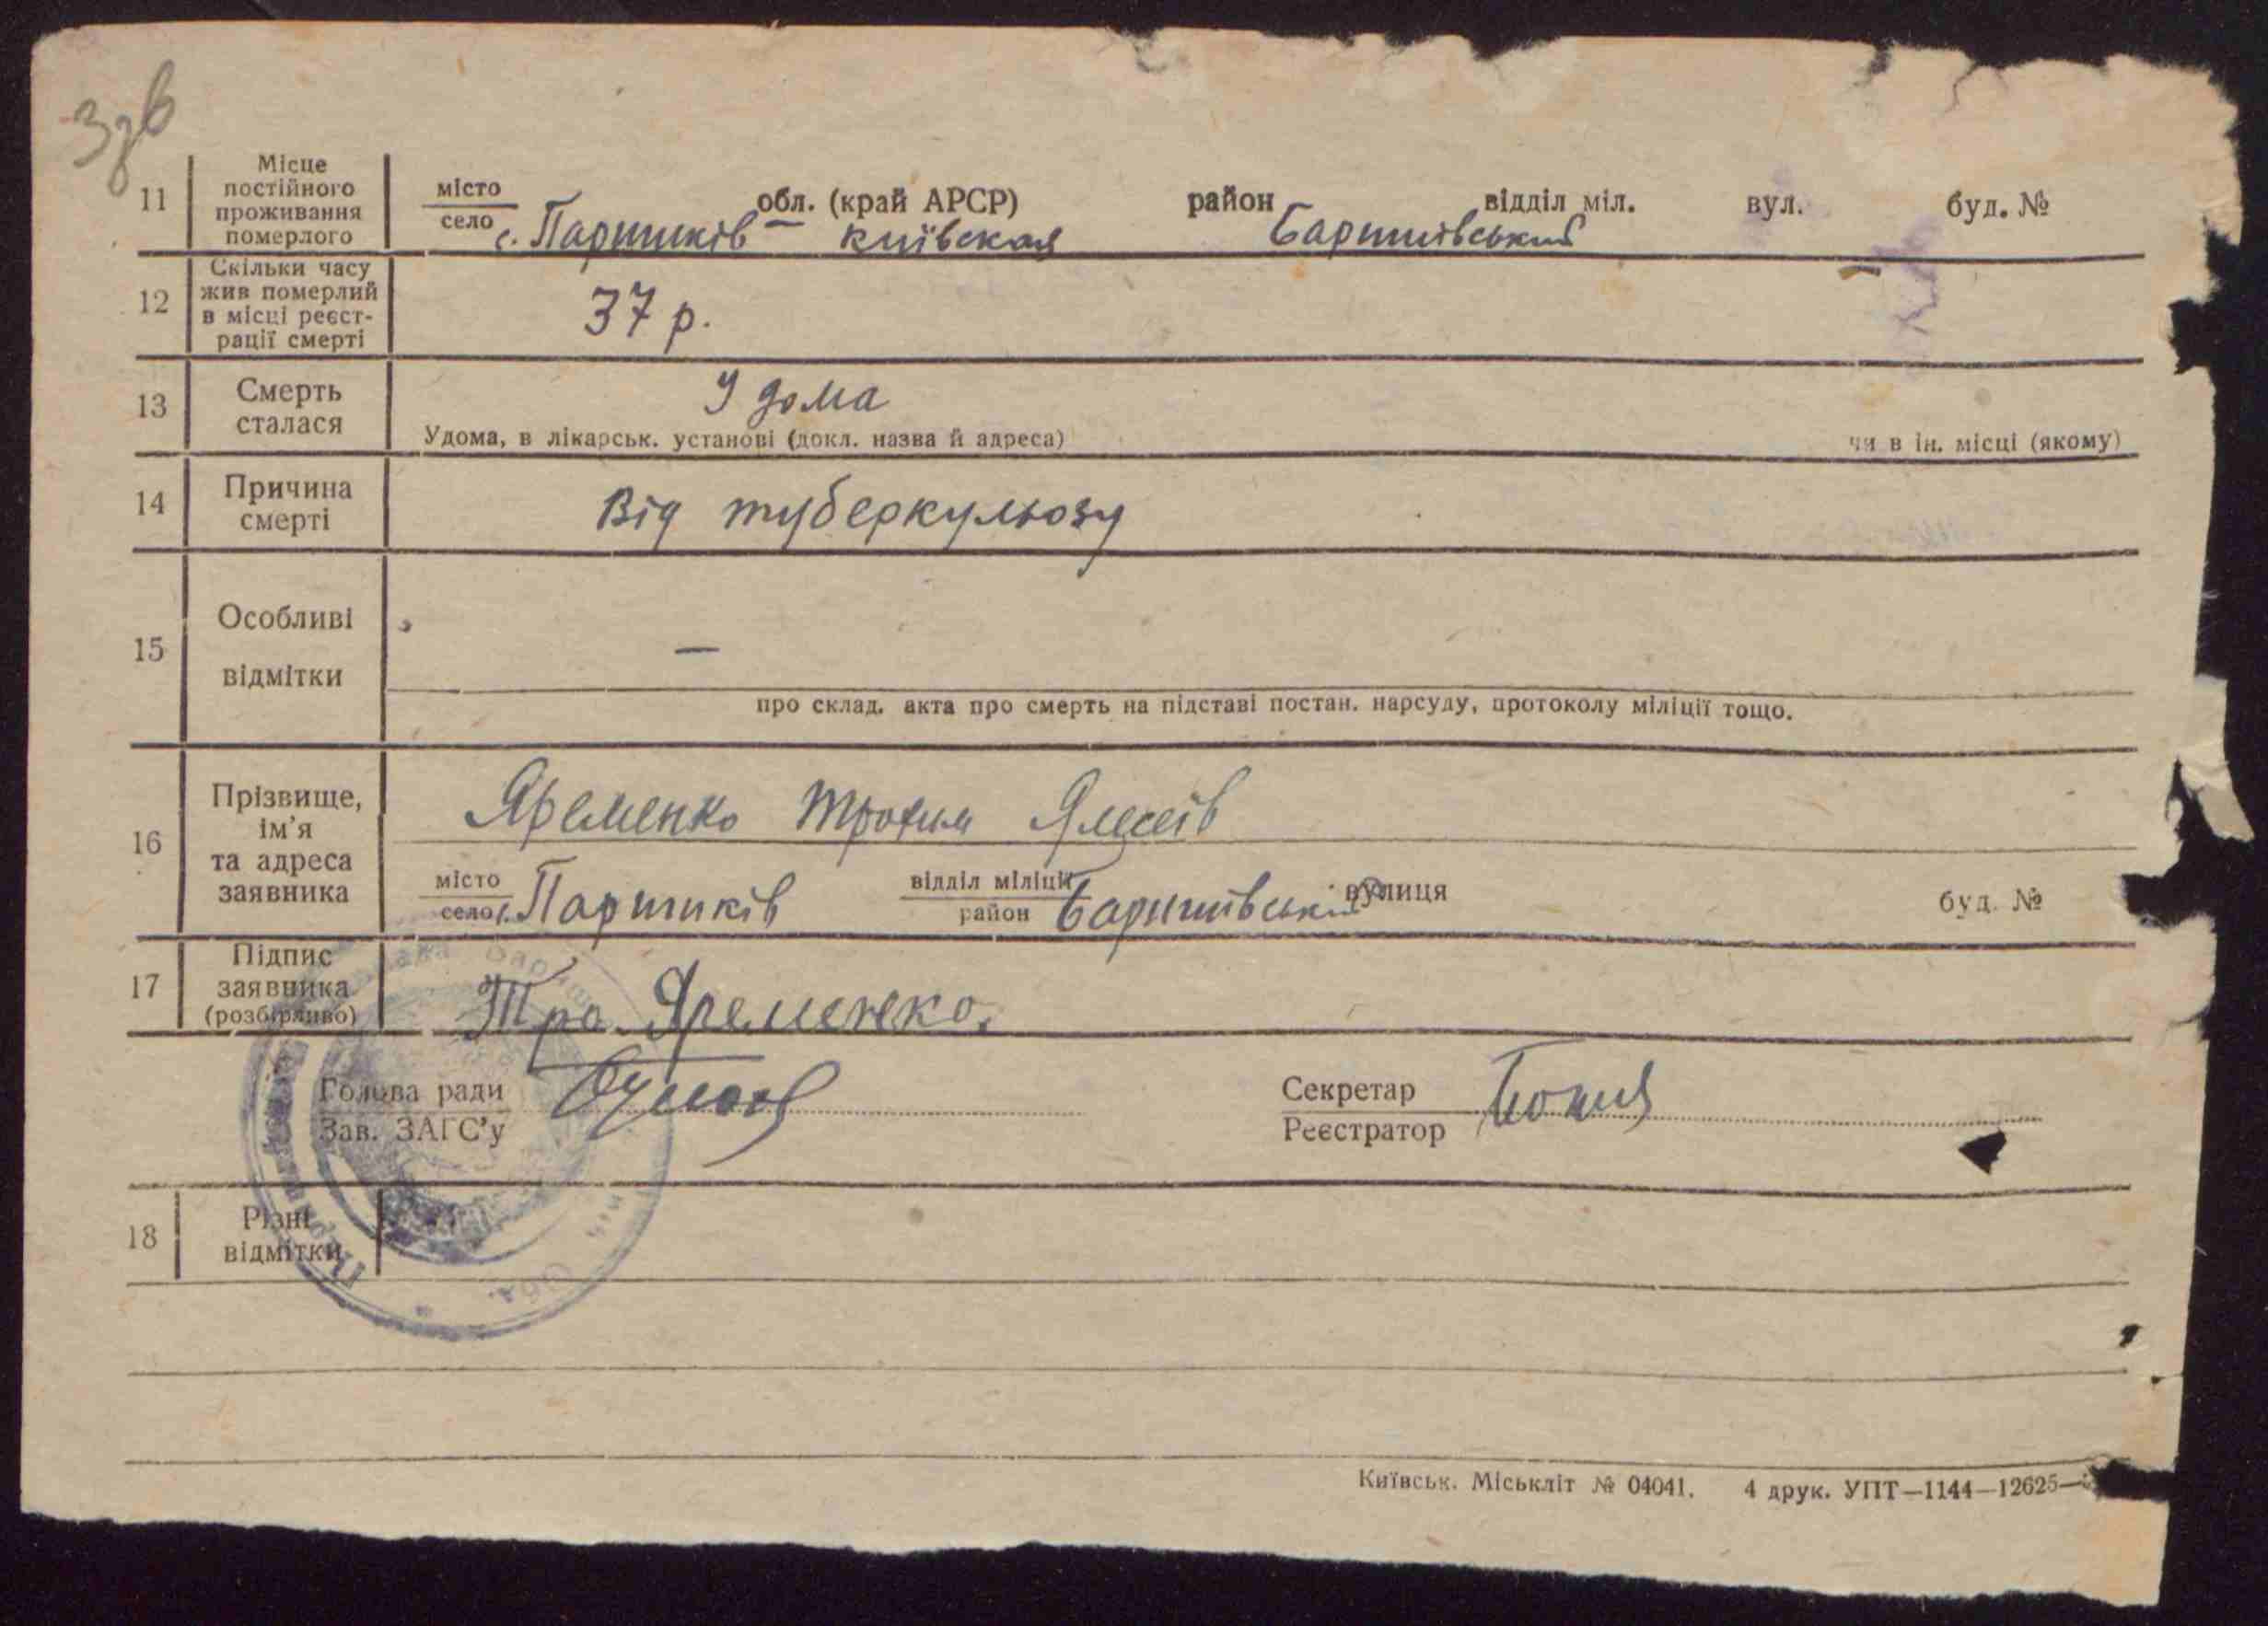 11 Місце постійного проживання померлого
місто
село с. Паришків обл. (край АРСР) київская район Баришівський відділ міл. вул. буд. №
12 Скільки часу жив померлий в місці реєст-рації смерті
37 р.
13 Смерть сталася
У дома
Удома, в лікарськ. установі (докл. назва й адреса) чи в ін. місці (якому)
14 Причина смерті
Від туберкульозу
15 Особливі відмітки
—
про склад. акта про смерть на підставі постан. нарсуду, протоколу міліції тощо.
16 Прізвище, ім'я та адреса заявника
Яременко Трохим
місто
село с. Паришків відділ міліції
район Баришівський вулиця буд. №
17 Підпис заявника (розбірливо)
Тро. Яременко.
Голова ради
Зав. ЗАГС'у
Секретар
Реєстратор
18 Різні відмітки
Обл.
Київськ. Міськліт № 04041. 4 друк. УПТ—1144—12625—